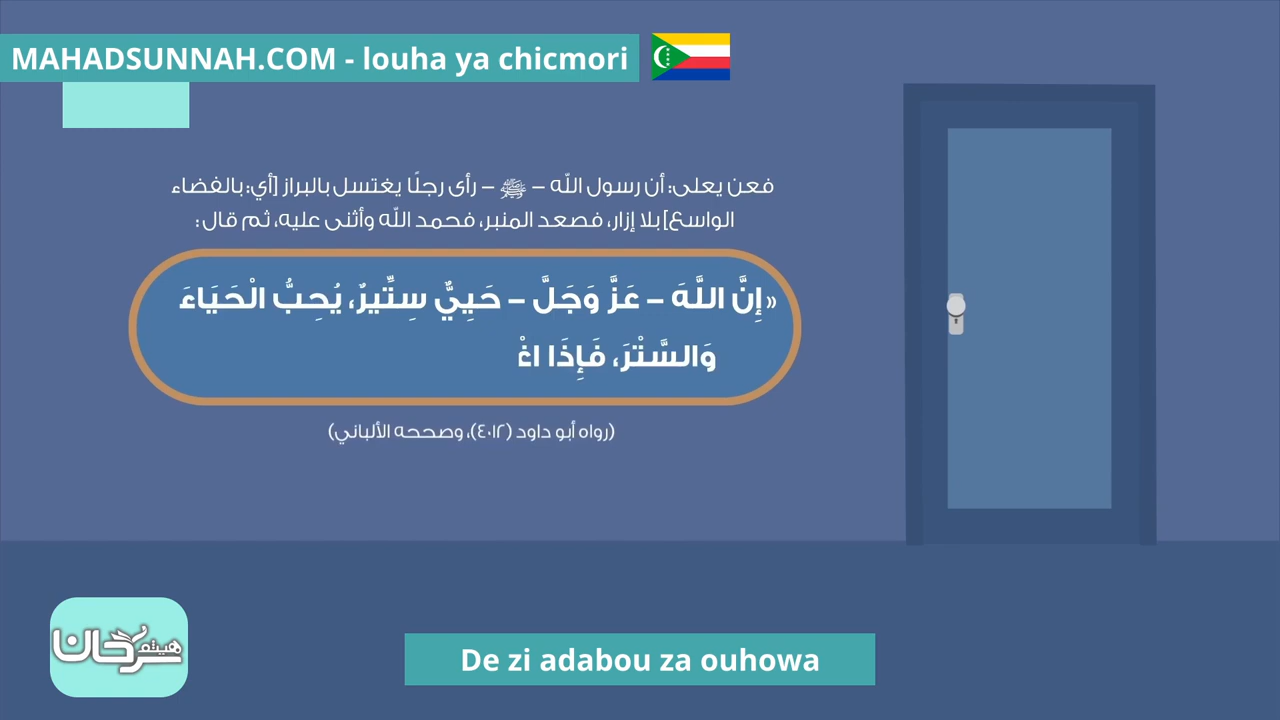 MAHADSUNNAH.COM - louha ya chicmori
فعن يعلى: أن رسول الله – ﷺ – رأى رجلًا يغتسل بالبراز [أي: بالفضاء
الواسع] بلا إزار، فصعد المنبر، فحمد الله وأثنى عليه، ثم قال:
«إِنَّ اللَّهَ – عَزَّ وَجَلَّ – حَيِيٌّ سِتِّيرٌ، يُحِبُّ الْحَيَاءَ
وَالسَّتْرَ، فَإِذَا اغْ
(رواه أبو داود (٤٠١٢)، وصححه الألباني)
هيثم
سرحان
De zi adabou za ouhowa